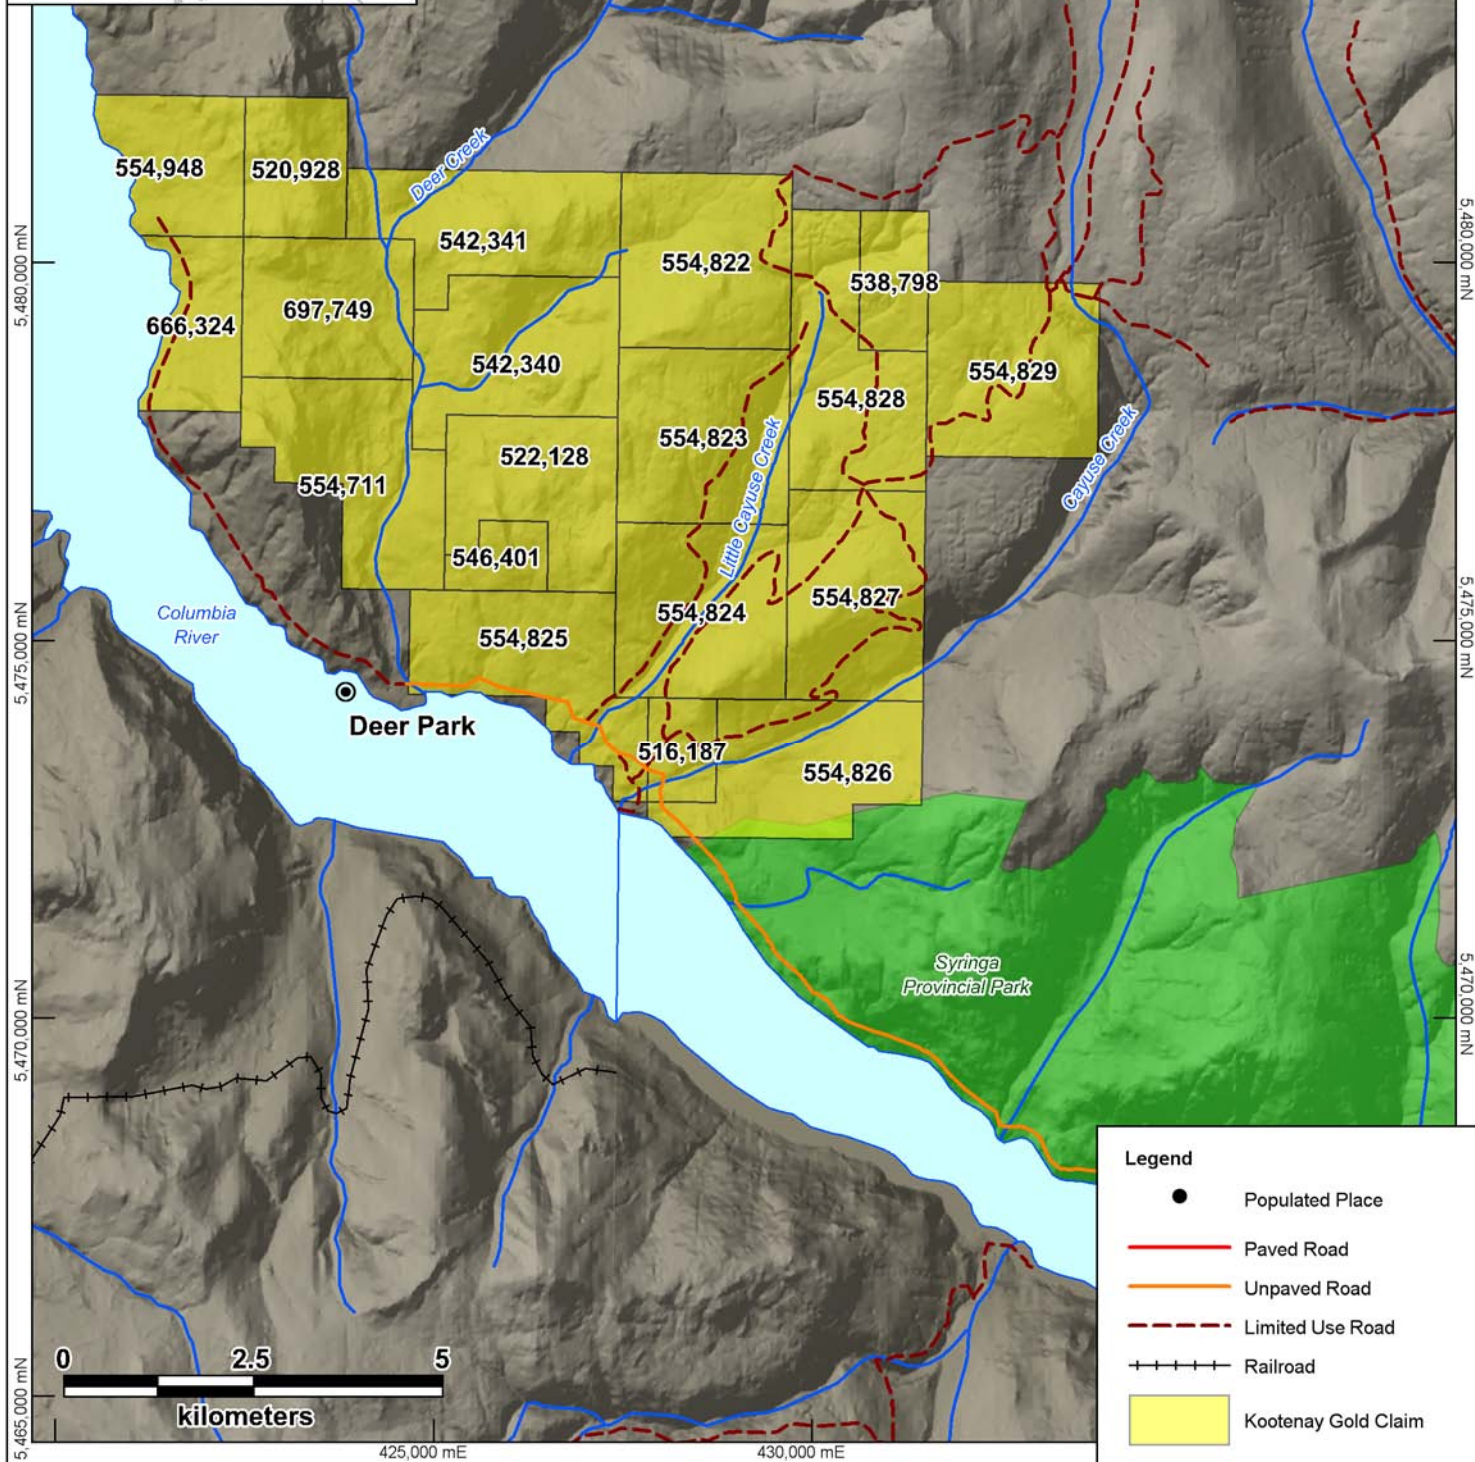 554,948
520,928
Deer Creek
542,341
554,822
538,798
5,480,000 mN
5,480,000 mN
697,749
666,324
542,340
554,829
554,828
554,823
522,128
Little Cayuse Creek
Cayuse Creek
554,711
546,401
554,824
554,827
554,825
Columbia
River
5,475,000 mN
5,475,000 mN
Deer Park
516,187
554,826
Syringa
Provincial Park
5,470,000 mN
5,470,000 mN
Legend
Populated Place
Paved Road
Unpaved Road
Limited Use Road
Railroad
Kootenay Gold Claim
0 2.5 5
kilometers
5,465,000 mN
425,000 mE
430,000 mE